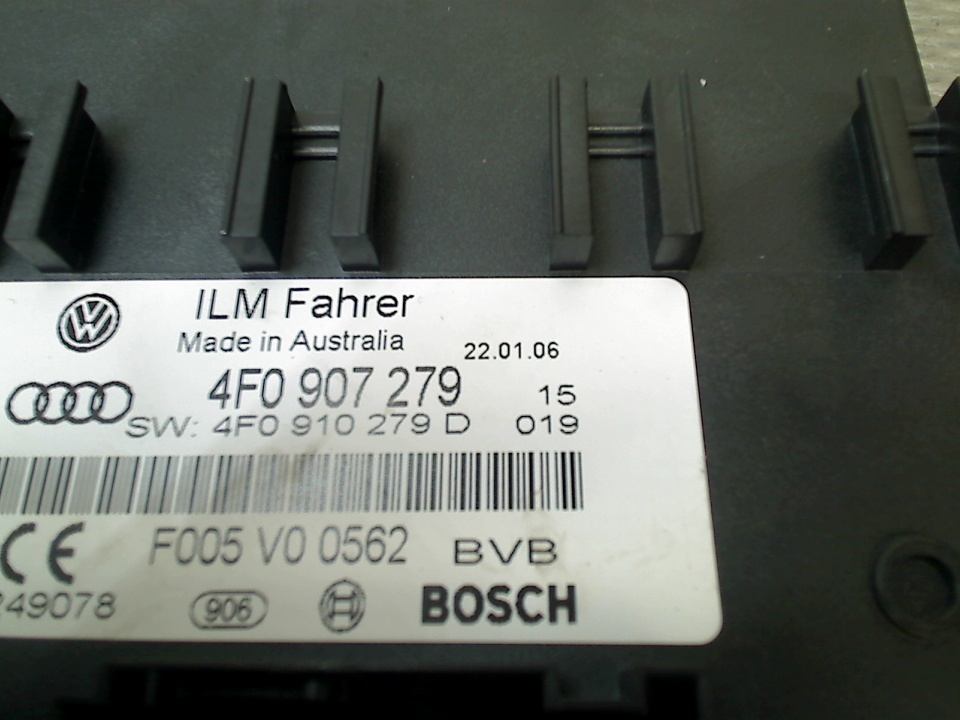 ILM Fahrer
Made in Australia 22.01.06
4F0 907 279 15
SW: 4F0 910 279 D 019
F005 V0 0562 BVB
CE
249078 906 BOSCH